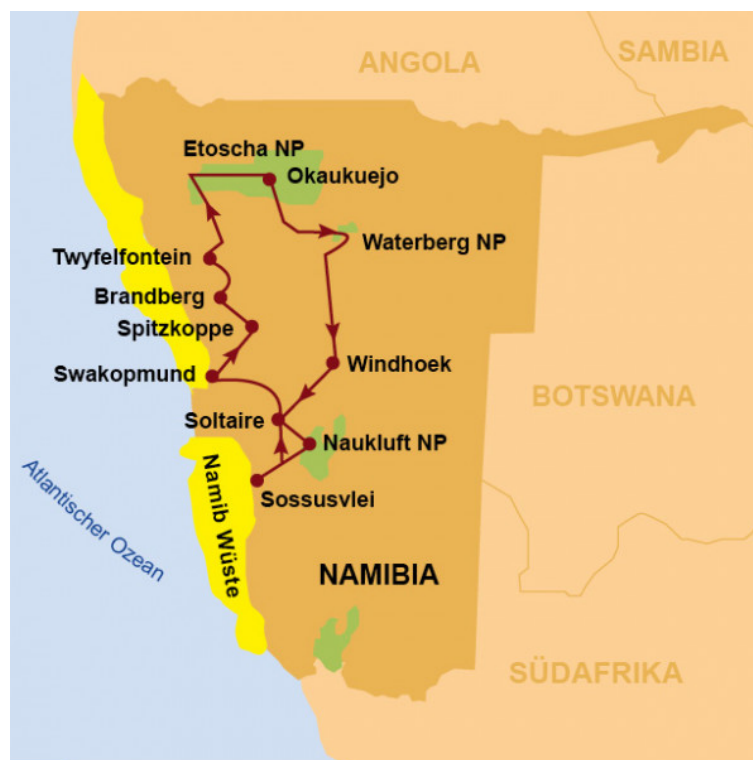 ANGOLA
SAMBIA
Etoscha NP
Okaukuejo
Waterberg NP
Twyfelfontein
Brandberg
Spitzkoppe
Swakopmund
Windhoek
BOTSWANA
Soltaire
Naukluft NP
Sossusvlei
Atlantischer Ozean
Namib Wüste
NAMIBIA
SÜDAFRIKA